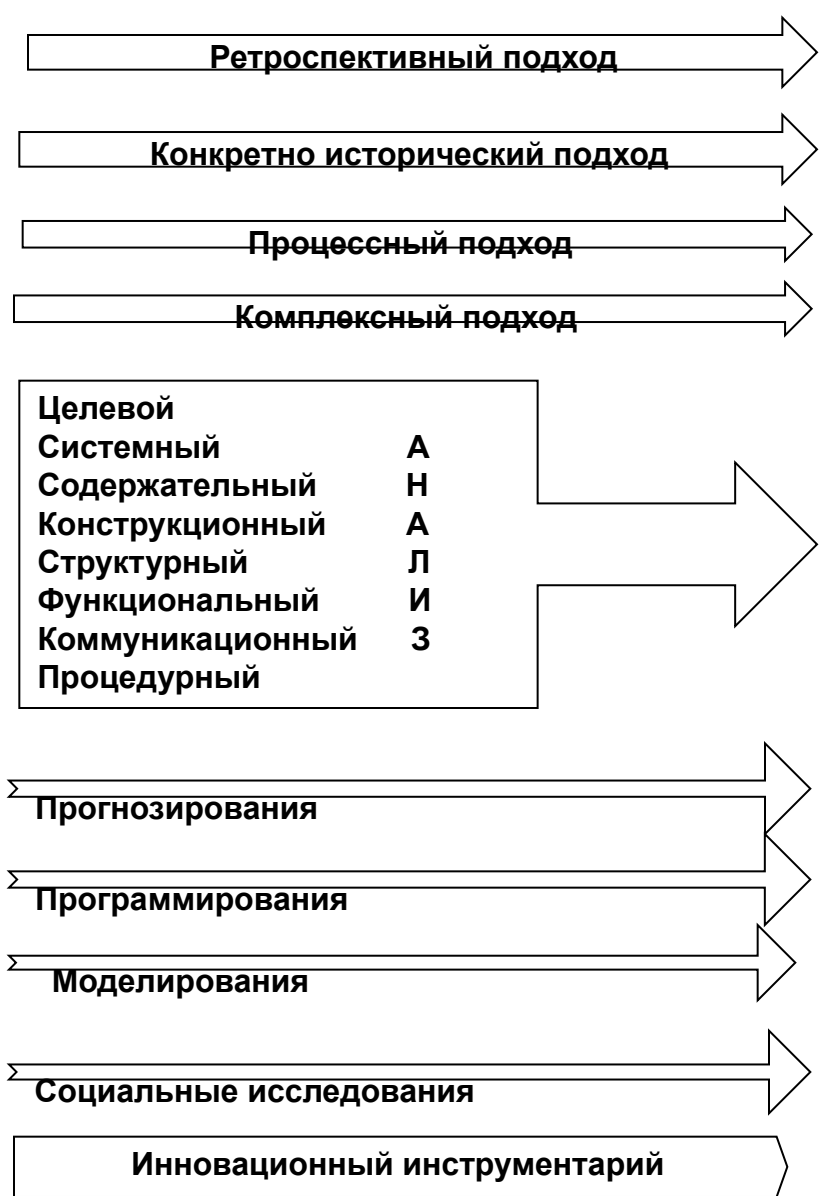 Ретроспективный подход
Конкретно исторический подход
Процессный подход
Комплексный подход
Целевой
Системный А
Содержательный Н
Конструкционный А
Структурный Л
Функциональный И
Коммуникационный З
Процедурный
Прогнозирования
Программирования
Моделирования
Социальные исследования
Инновационный инструментарий